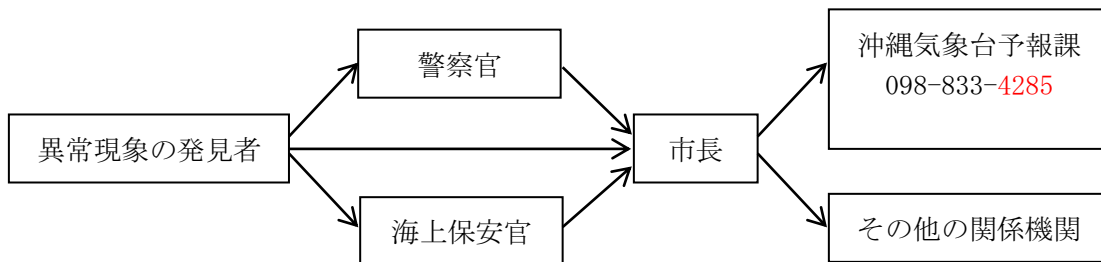 異常現象の発見者
警察官
海上保安官
市長
沖縄気象台予報課
098-833-4285
その他の関係機関